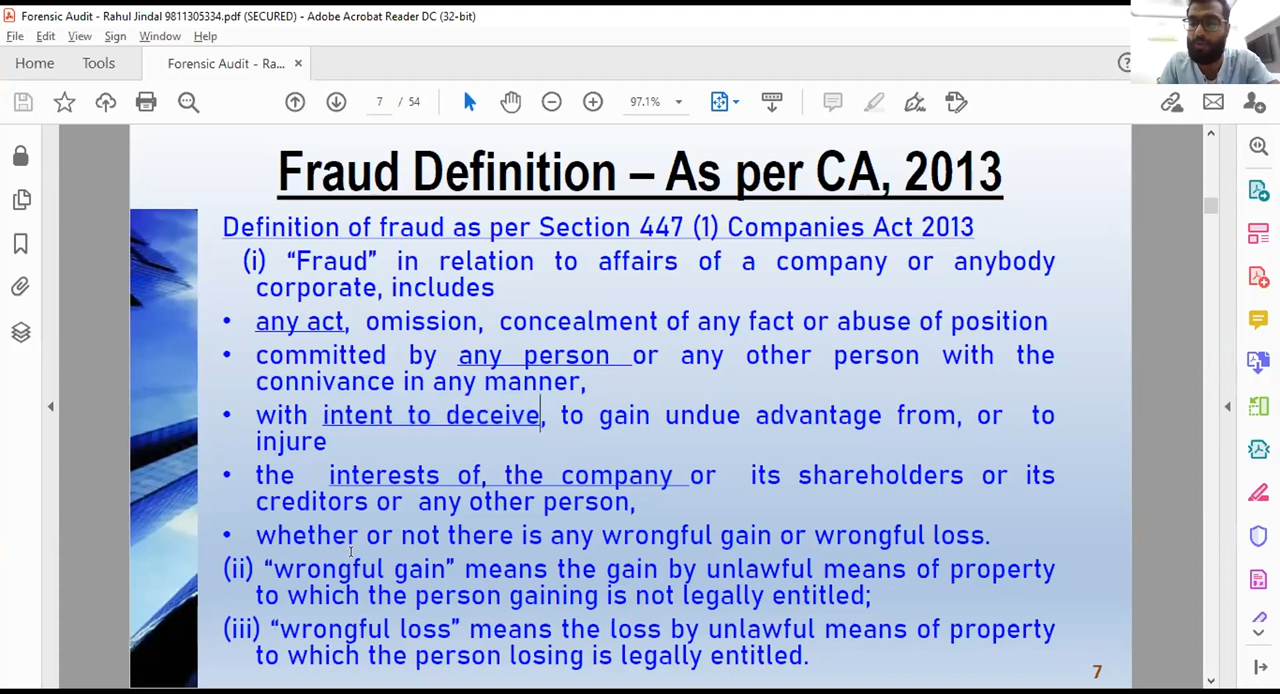 Forensic Audit - Rahul Jindal 9811305334.pdf (SECURED) - Adobe Acrobat Reader DC (32-bit)
File Edit View Sign Window Help
Home Tools Forensic Audit - Ra... ×
7 / 54 97.1%
Fraud Definition – As per CA, 2013
Definition of fraud as per Section 447 (1) Companies Act 2013
(i) “Fraud” in relation to affairs of a company or anybody
corporate, includes
• any act, omission, concealment of any fact or abuse of position
• committed by any person or any other person with the
connivance in any manner,
• with intent to deceive, to gain undue advantage from, or to
injure
• the interests of, the company or its shareholders or its
creditors or any other person,
• whether or not there is any wrongful gain or wrongful loss.
(ii) “wrongful gain” means the gain by unlawful means of property
to which the person gaining is not legally entitled;
(iii) “wrongful loss” means the loss by unlawful means of property
to which the person losing is legally entitled.
7